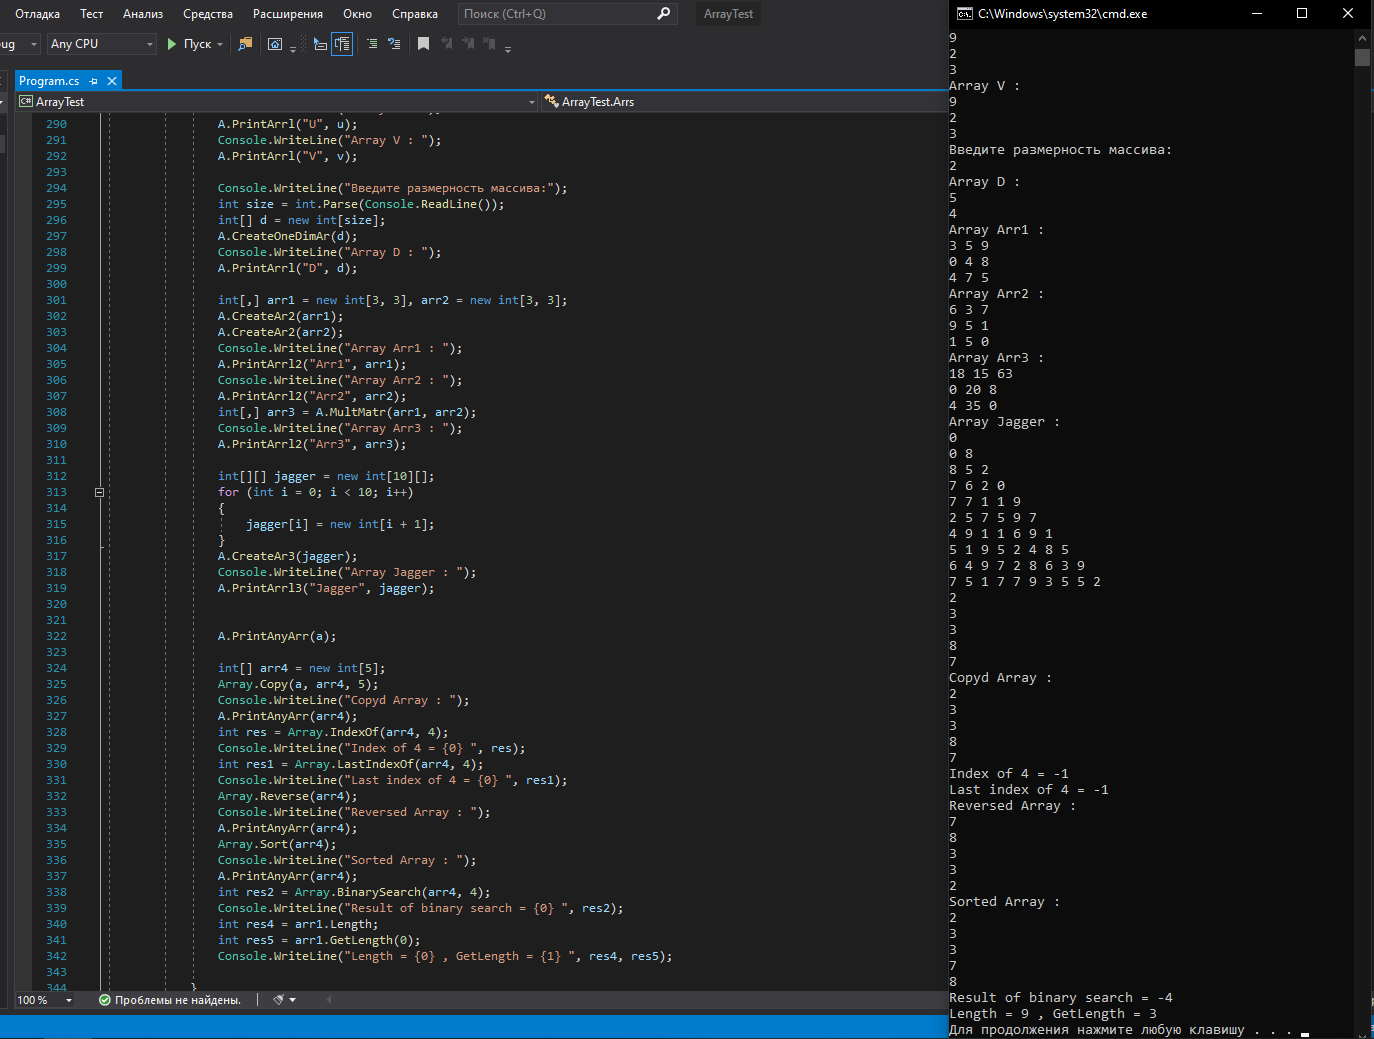 Отладка Тест Анализ Средства Расширения Окно Справка Поиск (Ctrl+Q) ArrayTest
ug Any CPU Пуск
Program.cs
C# ArrayTest ArrayTest.Arrs
290 A.PrintArrl("U", u);
291 Console.WriteLine("Array V : ");
292 A.PrintArrl("V", v);
293
294 Console.WriteLine("Введите размерность массива:");
295 int size = int.Parse(Console.ReadLine());
296 int[] d = new int[size];
297 A.CreateOneDimAr(d);
298 Console.WriteLine("Array D : ");
299 A.PrintArrl("D", d);
300
301 int[,] arr1 = new int[3, 3], arr2 = new int[3, 3];
302 A.CreateAr2(arr1);
303 A.CreateAr2(arr2);
304 Console.WriteLine("Array Arr1 : ");
305 A.PrintArrl2("Arr1", arr1);
306 Console.WriteLine("Array Arr2 : ");
307 A.PrintArrl2("Arr2", arr2);
308 int[,] arr3 = A.MultMatr(arr1, arr2);
309 Console.WriteLine("Array Arr3 : ");
310 A.PrintArrl2("Arr3", arr3);
311
312 int[][] jagger = new int[10][];
313 for (int i = 0; i < 10; i++)
314 {
315 jagger[i] = new int[i + 1];
316 }
317 A.CreateAr3(jagger);
318 Console.WriteLine("Array Jagger : ");
319 A.PrintArrl3("Jagger", jagger);
320
321
322 A.PrintAnyArr(a);
323
324 int[] arr4 = new int[5];
325 Array.Copy(a, arr4, 5);
326 Console.WriteLine("Copyd Array : ");
327 A.PrintAnyArr(arr4);
328 int res = Array.IndexOf(arr4, 4);
329 Console.WriteLine("Index of 4 = {0} ", res);
330 int res1 = Array.LastIndexOf(arr4, 4);
331 Console.WriteLine("Last index of 4 = {0} ", res1);
332 Array.Reverse(arr4);
333 Console.WriteLine("Reversed Array : ");
334 A.PrintAnyArr(arr4);
335 Array.Sort(arr4);
336 Console.WriteLine("Sorted Array : ");
337 A.PrintAnyArr(arr4);
338 int res2 = Array.BinarySearch(arr4, 4);
339 Console.WriteLine("Result of binary search = {0} ", res2);
340 int res4 = arr1.Length;
341 int res5 = arr1.GetLength(0);
342 Console.WriteLine("Length = {0} , GetLength = {1} ", res4, res5);
343
344 }
100 % Проблемы не найдены.
C:\Windows\system32\cmd.exe
9
2
3
Array V :
9
2
3
Введите размерность массива:
2
Array D :
5
4
Array Arr1 :
3 5 9
0 4 8
4 7 5
Array Arr2 :
6 3 7
9 5 1
1 5 0
Array Arr3 :
18 15 63
0 20 8
4 35 0
Array Jagger :
0
0 8
8 5 2
7 6 2 0
7 7 1 1 9
2 5 7 5 9 7
4 9 1 1 6 9 1
5 1 9 5 2 4 8 5
6 4 9 7 2 8 6 3 9
7 5 1 7 7 9 3 5 5 2
2
3
3
8
7
Copyd Array :
2
3
3
8
7
Index of 4 = -1
Last index of 4 = -1
Reversed Array :
7
8
3
3
2
Sorted Array :
2
3
3
7
8
Result of binary search = -4
Length = 9 , GetLength = 3
Для продолжения нажмите любую клавишу . . .